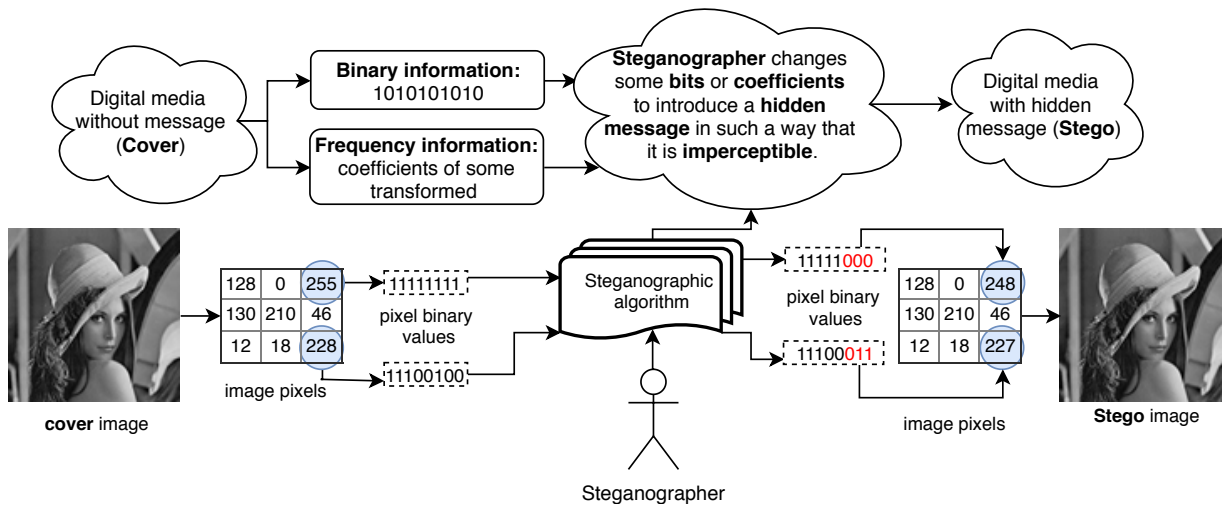 Digital media
without message
(Cover)
Binary information:
1010101010
Frequency information:
coefficients of some
transformed
Steganographer changes
some bits or coefficients
to introduce a hidden
message in such a way that
it is imperceptible.
Digital media
with hidden
message (Stego)
cover image
128 0 255
130 210 46
12 18 228
image pixels
11111111
pixel binary
values
11100100
Steganographic
algorithm
Steganographer
11111000
pixel binary
values
11100011
128 0 248
130 210 46
12 18 227
image pixels
Stego image